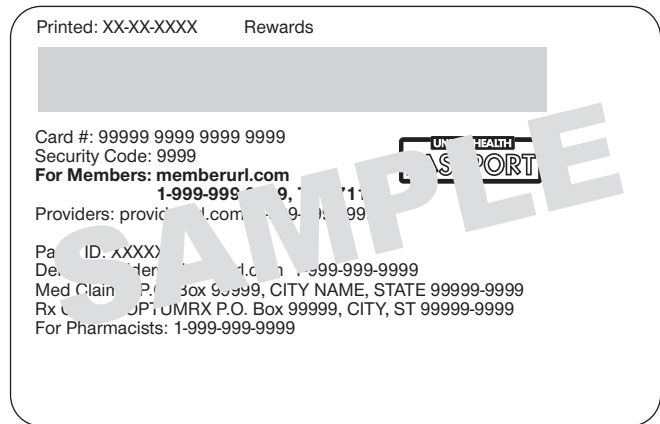 Printed: XX-XX-XXXX Rewards
Card #: 99999 9999 9999 9999
Security Code: 9999
For Members: memberurl.com
Providers:
ID: XXXXX
1-999-999-9999
Med Box 99999, CITY NAME, STATE 99999-9999
Rx OPTUMRX P.O. Box 99999, CITY, ST 99999-9999
For Pharmacists: 1-999-999-9999
SAMPLE